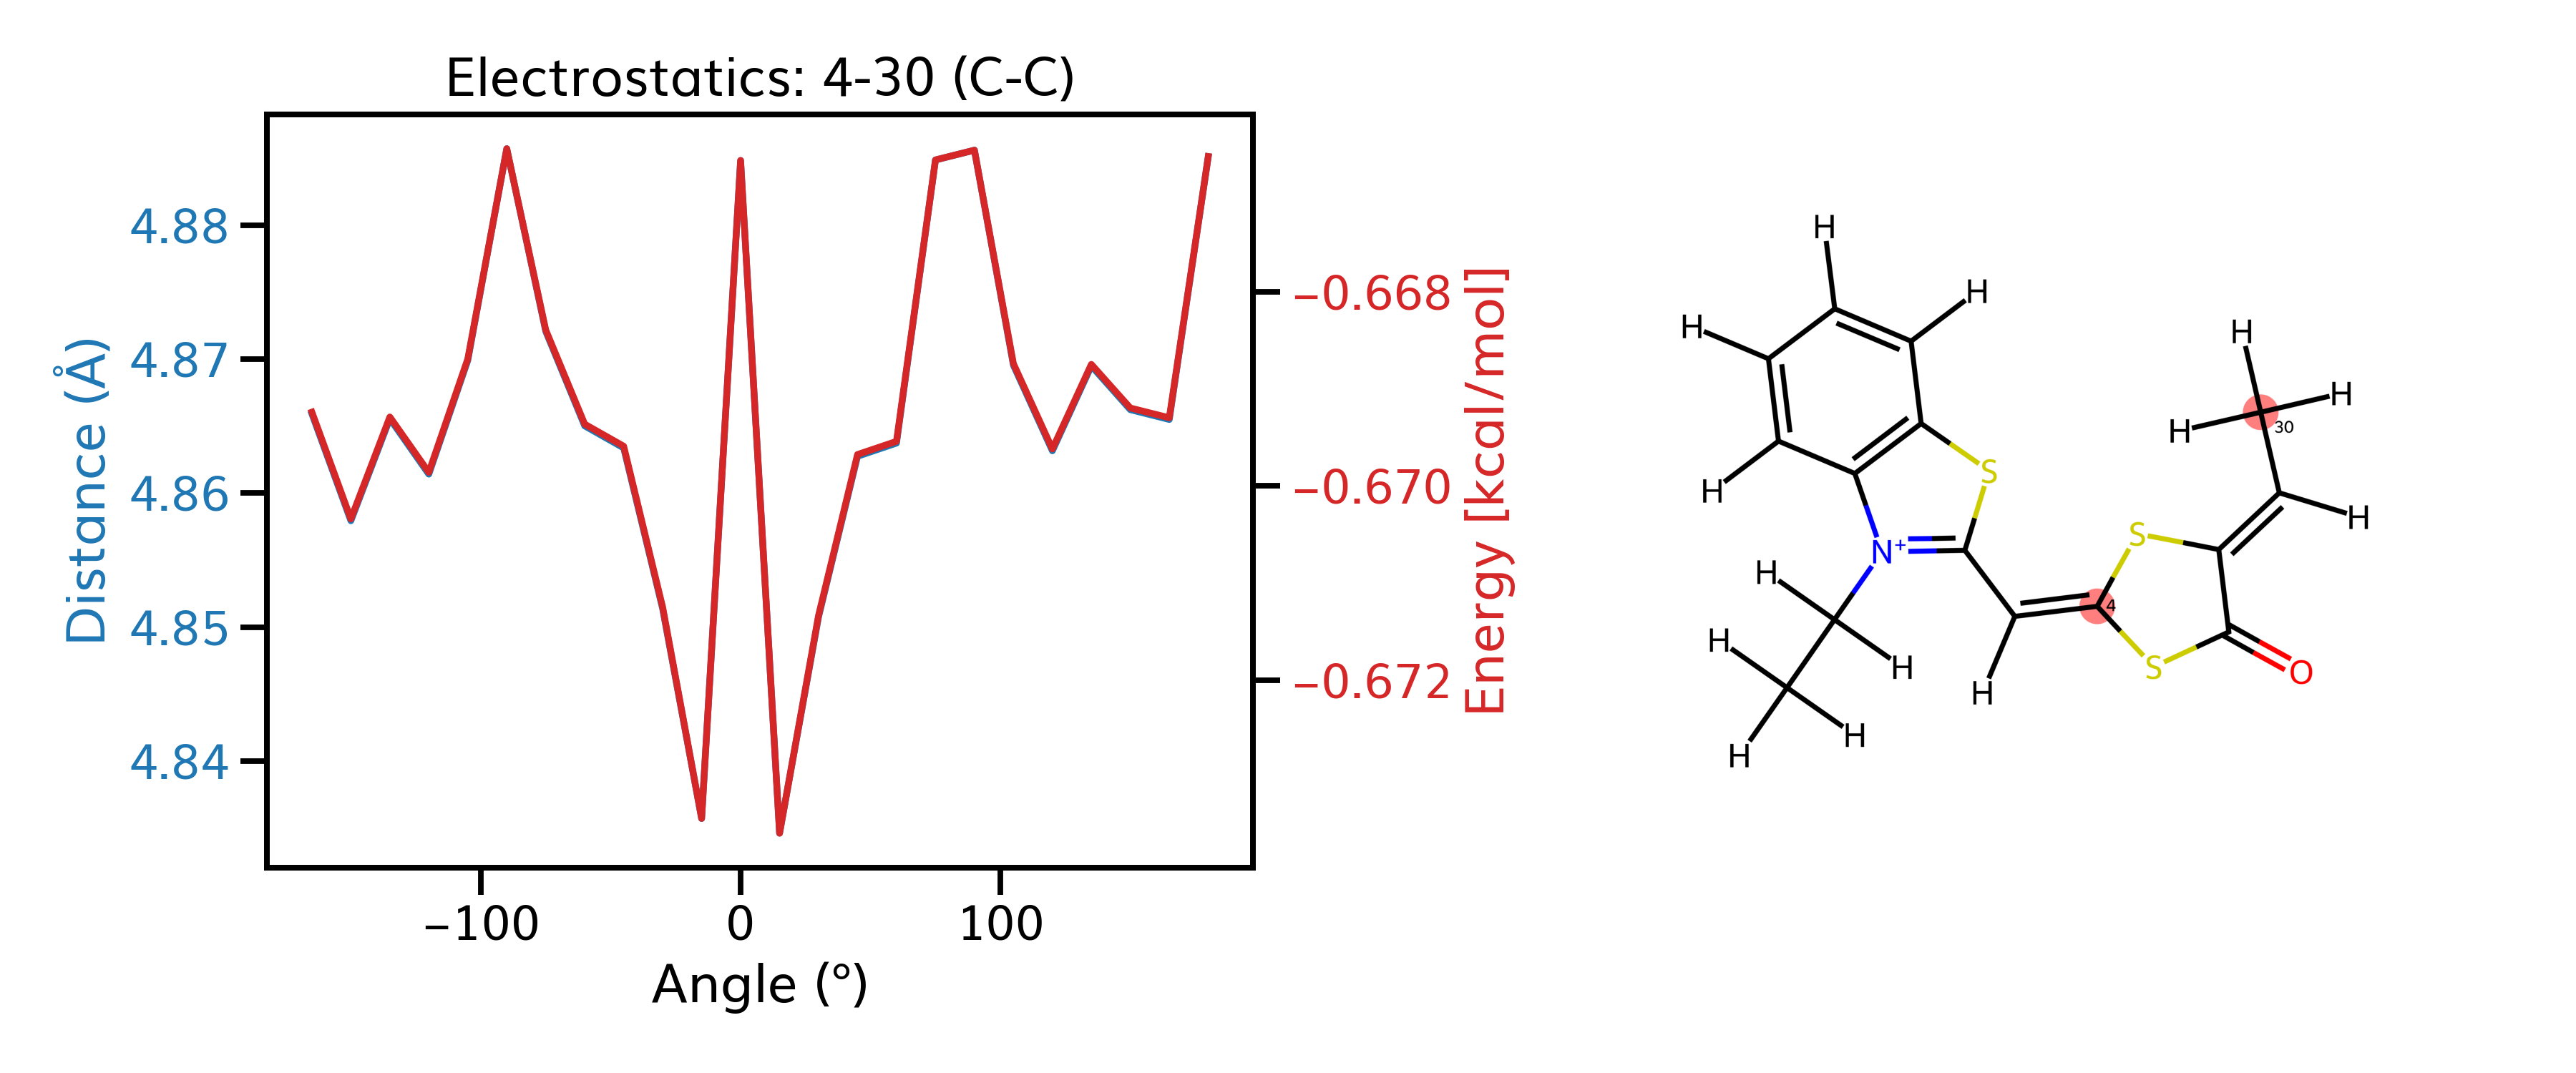 Electrostatics: 4-30 (C-C)
Distance (Å)
4.88
4.87
4.86
4.85
4.84
−100
0
100
Angle (°)
−0.668
−0.670
−0.672
Energy [kcal/mol]
H
H
H
H
H
H
H
30
S
H
H
N+
S
H
4
H
H
S
O
H
H
H